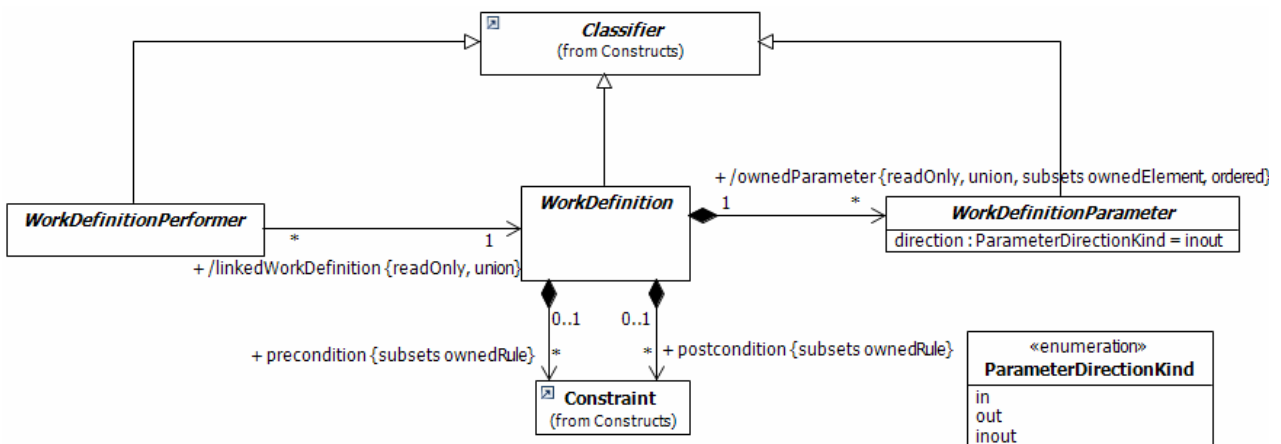 Classifier
(from Constructs)
+ /ownedParameter {readOnly, union, subsets ownedElement, ordered}
WorkDefinitionPerformer
WorkDefinition
1
*
WorkDefinitionParameter
direction : ParameterDirectionKind = inout
*
1
+ /linkedWorkDefinition {readOnly, union}
0..1
0..1
+ precondition {subsets ownedRule}
*
*
+ postcondition {subsets ownedRule}
Constraint
(from Constructs)
«enumeration»
ParameterDirectionKind
in
out
inout